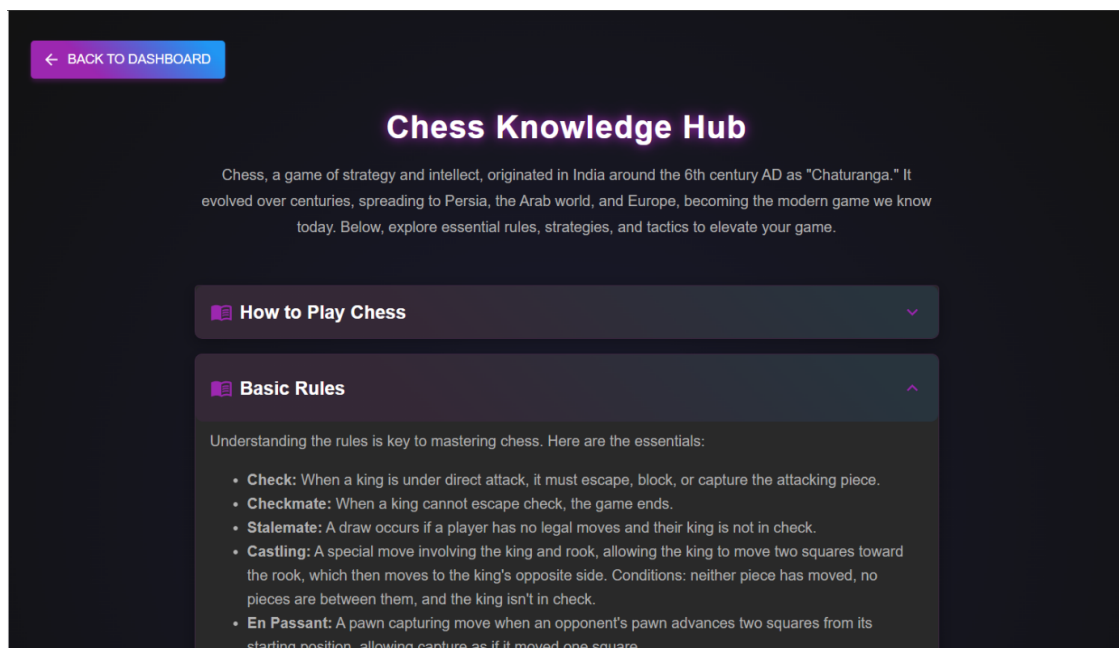 ← BACK TO DASHBOARD
Chess Knowledge Hub
Chess, a game of strategy and intellect, originated in India around the 6th century AD as "Chaturanga." It
evolved over centuries, spreading to Persia, the Arab world, and Europe, becoming the modern game we know
today. Below, explore essential rules, strategies, and tactics to elevate your game.
How to Play Chess
Basic Rules
Understanding the rules is key to mastering chess. Here are the essentials:
• Check: When a king is under direct attack, it must escape, block, or capture the attacking piece.
• Checkmate: When a king cannot escape check, the game ends.
• Stalemate: A draw occurs if a player has no legal moves and their king is not in check.
• Castling: A special move involving the king and rook, allowing the king to move two squares toward
the rook, which then moves to the king's opposite side. Conditions: neither piece has moved, no
pieces are between them, and the king isn't in check.
• En Passant: A pawn capturing move when an opponent's pawn advances two squares from its
starting position, allowing capture as if it moved one square.